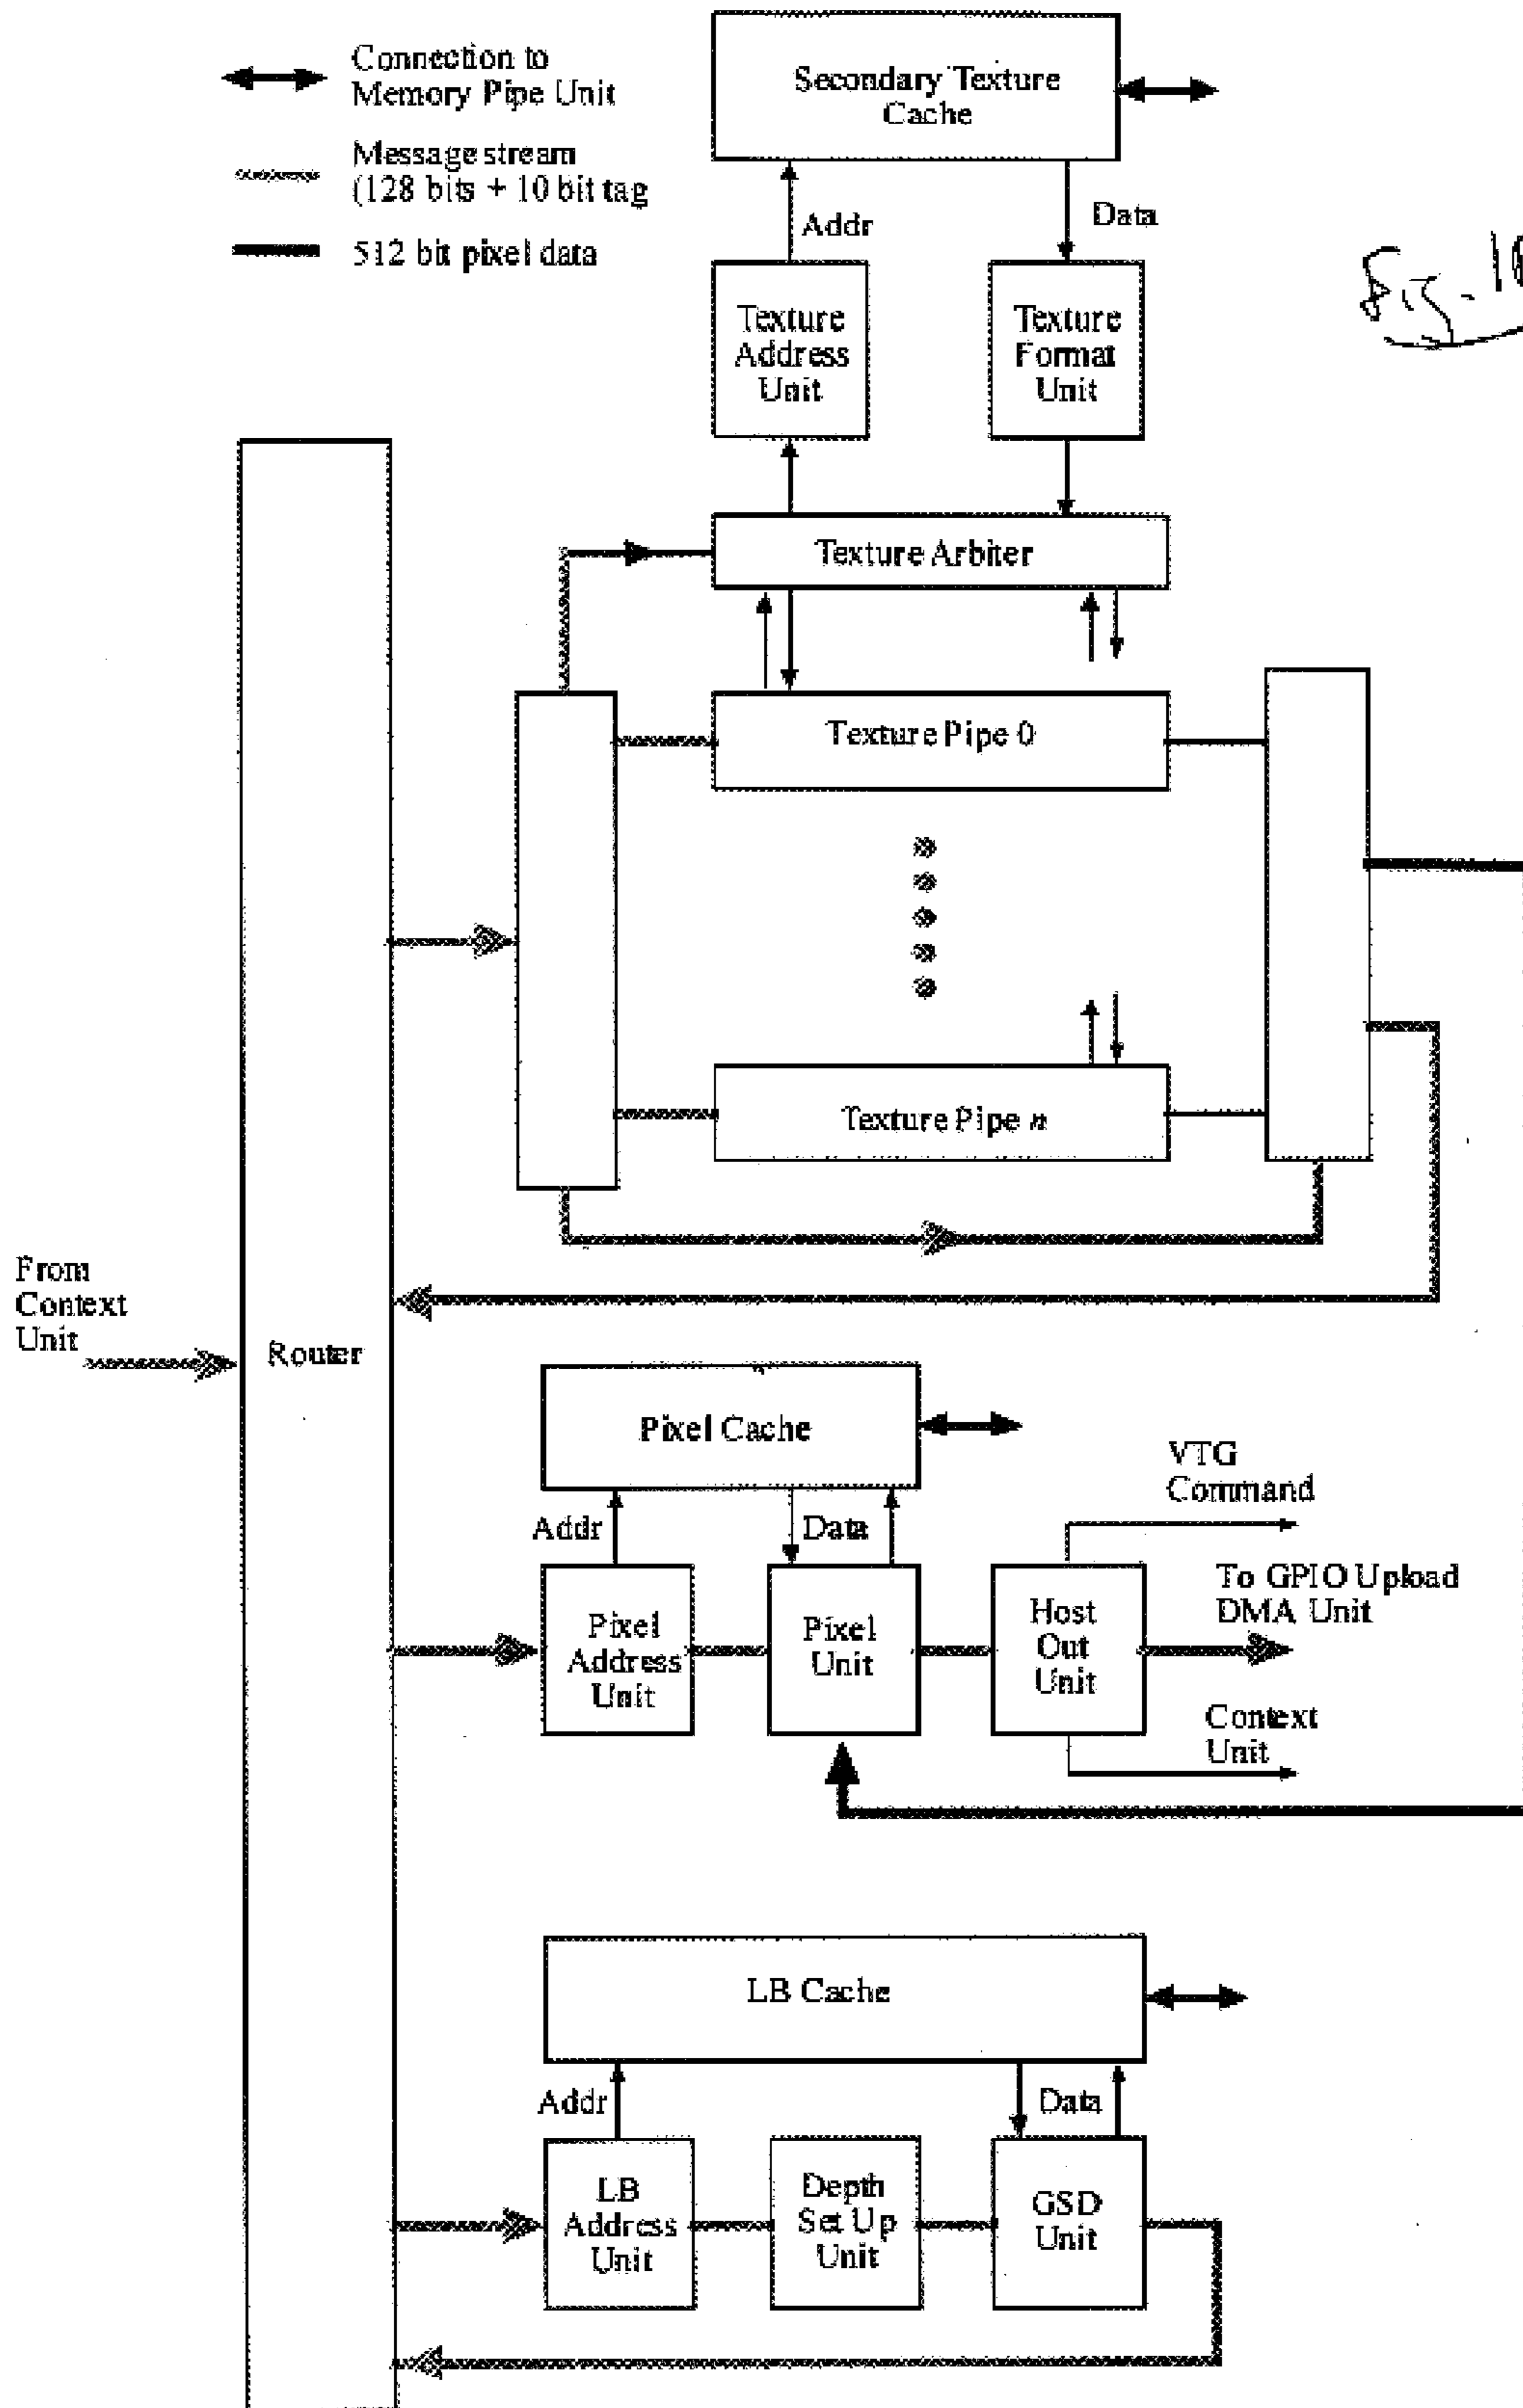 Connection to
Memory Pipe Unit
Message stream
(128 bits + 10 bit tag
512 bit pixel data
Secondary Texture
Cache
Addr
Data
Texture
Address
Unit
Texture
Format
Unit
Fig. 10
Texture Arbiter
Texture Pipe 0
Texture Pipe n
From
Context
Unit
Router
Pixel Cache
Addr
Data
VTG
Command
Pixel
Address
Unit
Pixel
Unit
Host
Out
Unit
To GPIO Upload
DMA Unit
Context
Unit
LB Cache
Addr
Data
LB
Address
Unit
Depth
Set Up
Unit
GSD
Unit